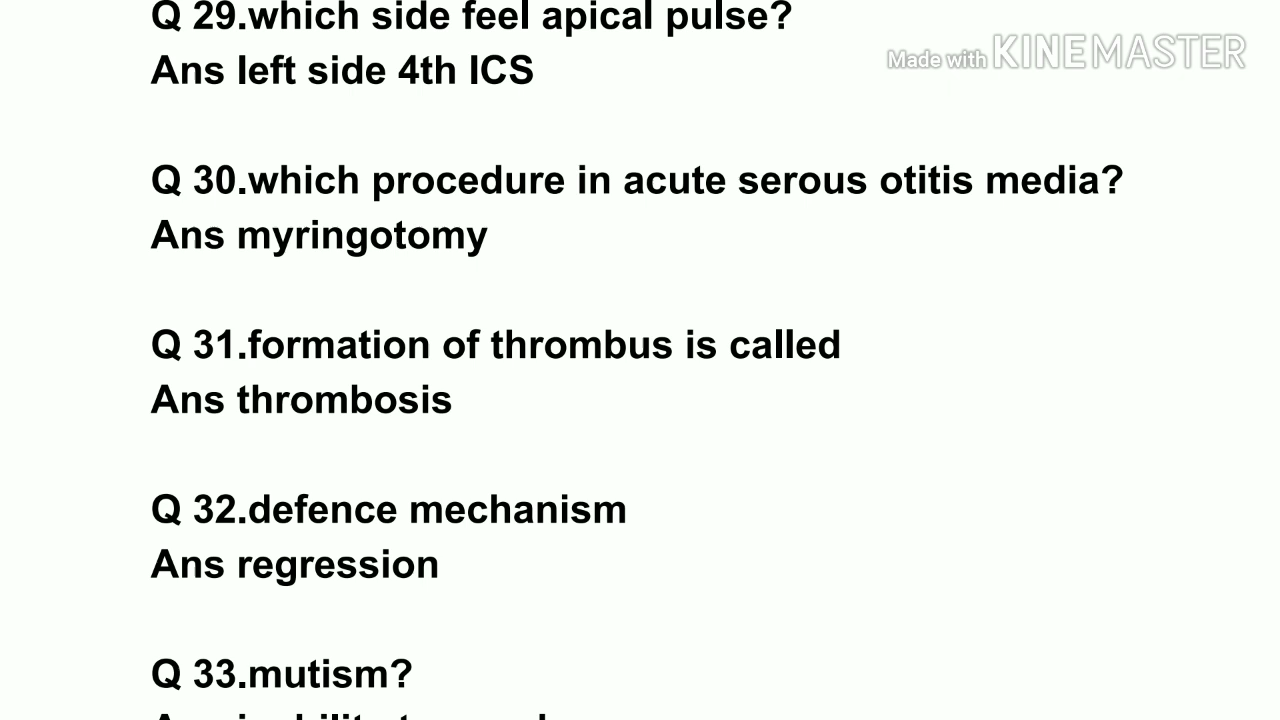 Q 29.which side feel apical pulse?
Made with KINEMASTER
Ans left side 4th ICS
Q 30.which procedure in acute serous otitis media?
Ans myringotomy
Q 31.formation of thrombus is called
Ans thrombosis
Q 32.defence mechanism
Ans regression
Q 33.mutism?